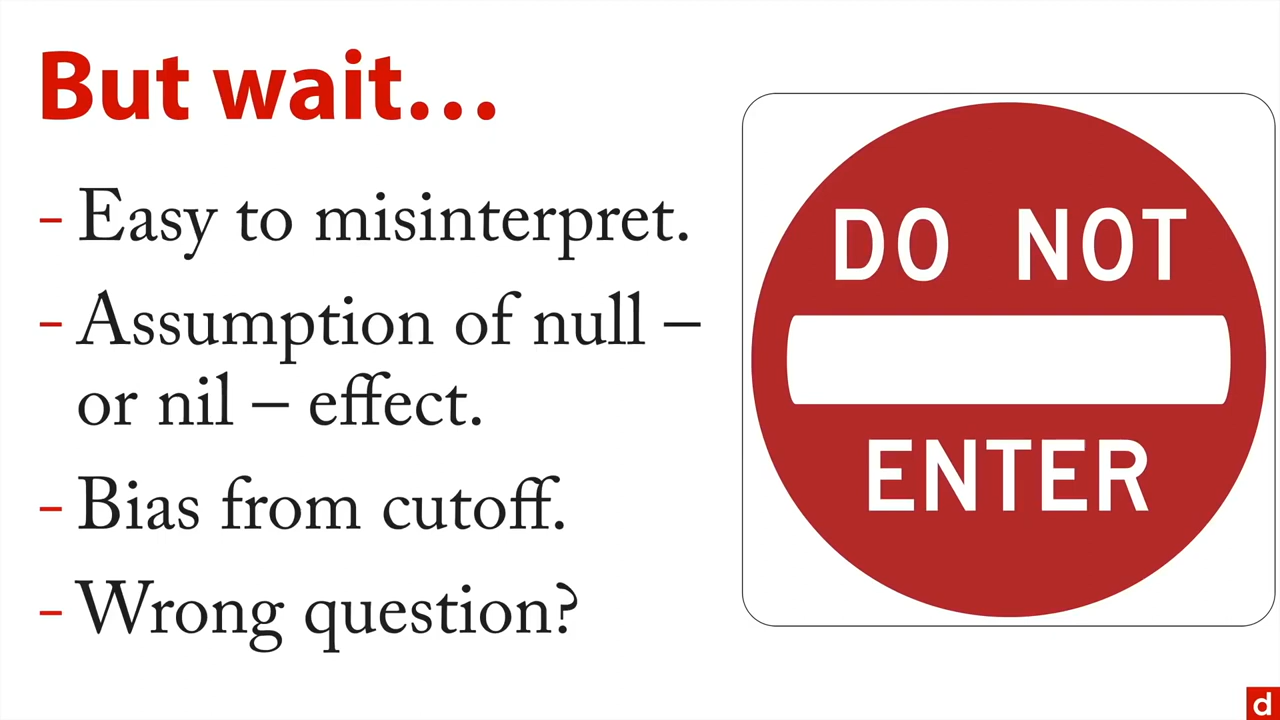 But wait…
- Easy to misinterpret.
- Assumption of null –
or nil – effect.
- Bias from cutoff.
- Wrong question?
DO NOT
ENTER
d